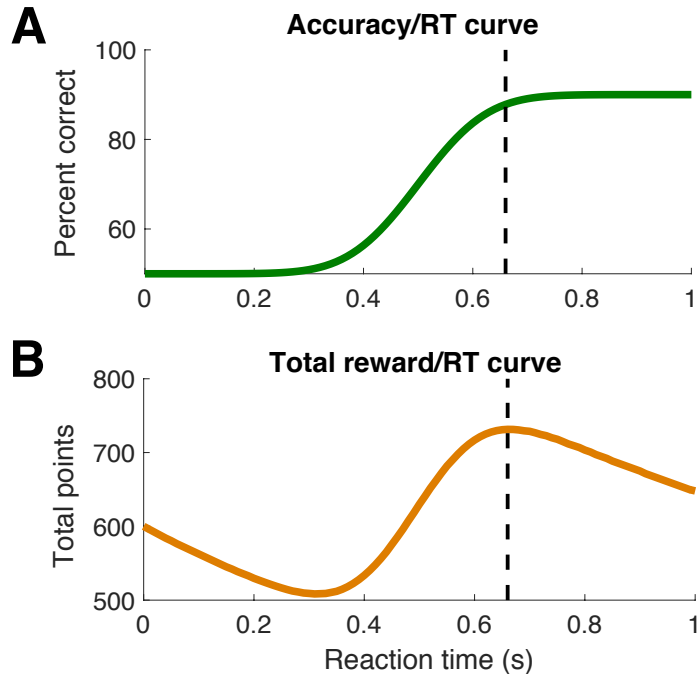 A
Accuracy/RT curve
Percent correct
100
80
60
0 0.2 0.4 0.6 0.8 1
B
Total reward/RT curve
Total points
800
700
600
500
0 0.2 0.4 0.6 0.8 1
Reaction time (s)